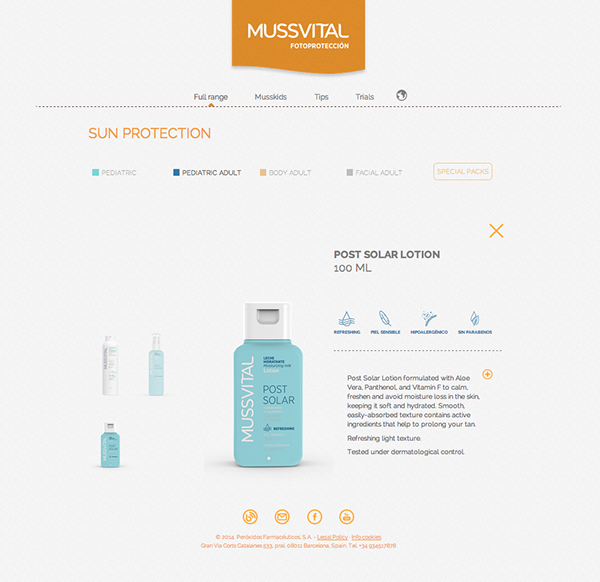 MUSSVITAL
FOTOPROTECCIÓN
Full range Musskids Tips Trials
SUN PROTECTION
PEDIATRIC PEDIATRIC ADULT BODY ADULT FACIAL ADULT SPECIAL PACKS
POST SOLAR LOTION
100 ML
REFRESHING PIEL SENSIBLE HIPOALERGÉNICO SIN PARABENOS
Post Solar Lotion formulated with Aloe
Vera, Panthenol, and Vitamin F to calm,
freshen and avoid moisture loss in the skin,
keeping it soft and hydrated. Smooth,
easily-absorbed texture contains active
ingredients that help to prolong your tan.
Refreshing light texture.
Tested under dermatological control.
MUSSVITAL
LECHE
HIDRATANTE
Moisturizing milk
POST
SOLAR
REFRESHING
© 2014. Peróxidos Farmacéuticos, S.A. - Legal Policy Info cookies
Gran Via Corts Catalanes 533, pral. 08011 Barcelona, Spain. Tel. +34 934517878